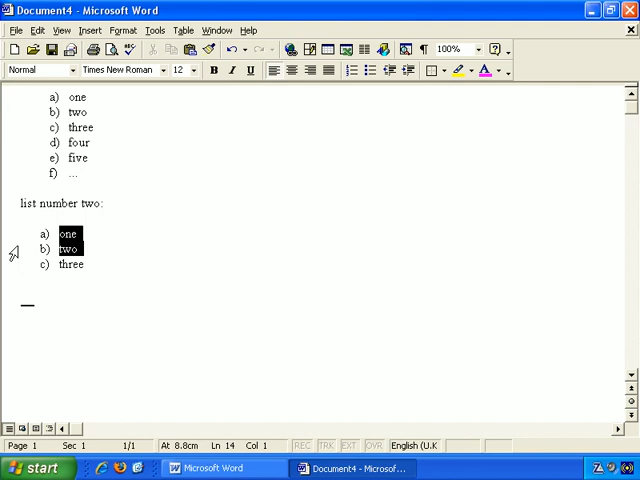 Document4 - Microsoft Word
File Edit View Insert Format Tools Table Window Help
100%
Normal Times New Roman 12 B I U A
a) one
b) two
c) three
d) four
e) five
f) ...
list number two:
a) one
b) two
c) three
Page 1 Sec 1 1/1 At 8.8cm Ln 14 Col 1 REC TRK EXT OVR English (U.K
start Microsoft Word Document4 - Microsof...